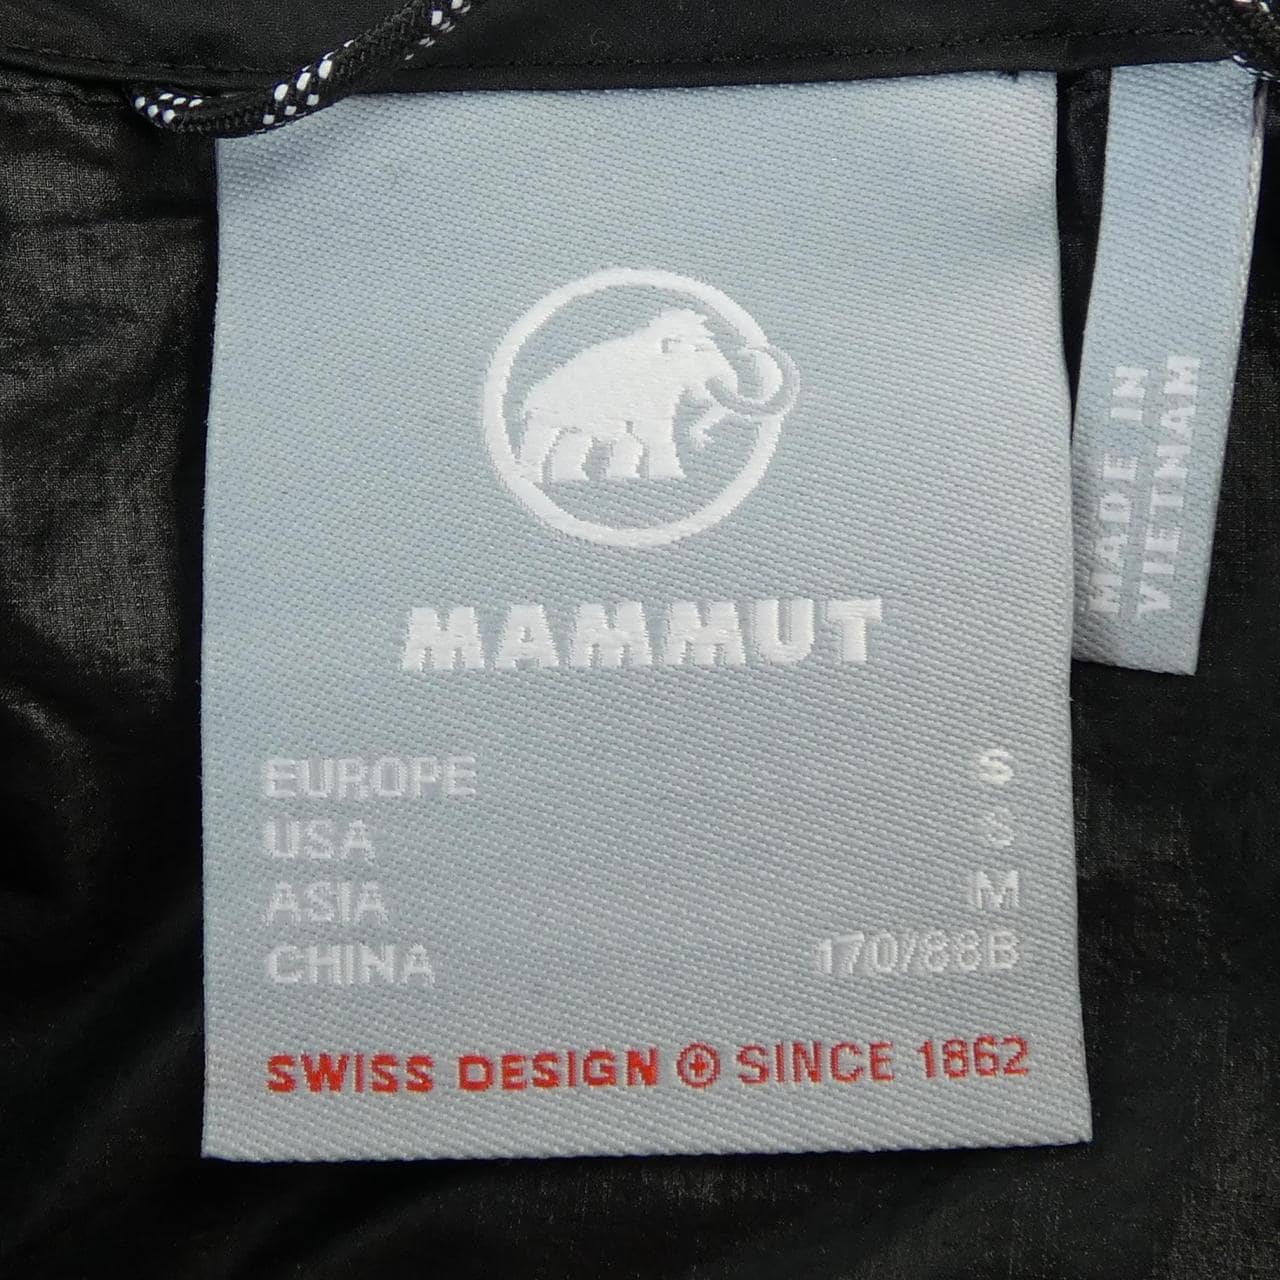 MAMMUT
EUROPE S
USA S
ASIA M
CHINA 170/88B
SWISS DESIGN SINCE 1862
MADE IN
VIETNAM